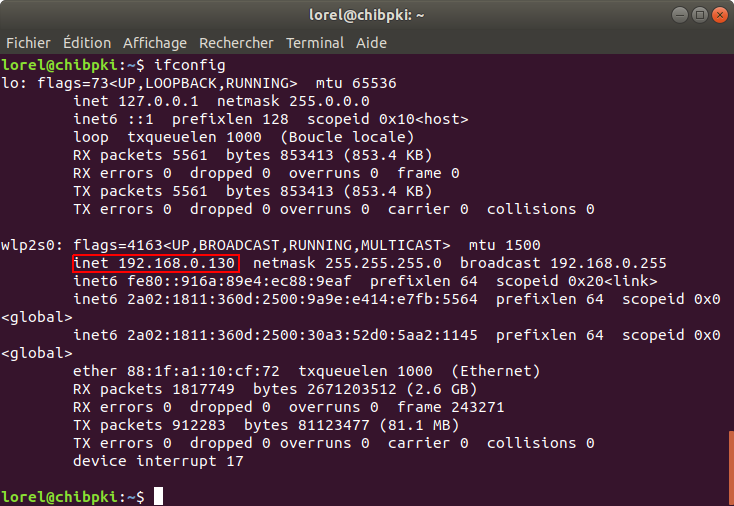 lorel@chibpki: ~
Fichier Édition Affichage Rechercher Terminal Aide
lorel@chibpki:~$ ifconfig
lo: flags=73<UP,LOOPBACK,RUNNING>  mtu 65536
        inet 127.0.0.1  netmask 255.0.0.0
        inet6 ::1  prefixlen 128  scopeid 0x10<host>
        loop  txqueuelen 1000  (Boucle locale)
        RX packets 5561  bytes 853413 (853.4 KB)
        RX errors 0  dropped 0  overruns 0  frame 0
        TX packets 5561  bytes 853413 (853.4 KB)
        TX errors 0  dropped 0 overruns 0  carrier 0  collisions 0

wlp2s0: flags=4163<UP,BROADCAST,RUNNING,MULTICAST>  mtu 1500
        inet 192.168.0.130  netmask 255.255.255.0  broadcast 192.168.0.255
        inet6 fe80::916a:89e4:ec88:9eaf  prefixlen 64  scopeid 0x20<link>
        inet6 2a02:1811:360d:2500:9a9e:e414:e7fb:5564  prefixlen 64  scopeid 0x0
<global>
        inet6 2a02:1811:360d:2500:30a3:52d0:5aa2:1145  prefixlen 64  scopeid 0x0
<global>
        ether 88:1f:a1:10:cf:72  txqueuelen 1000  (Ethernet)
        RX packets 1817749  bytes 2671203512 (2.6 GB)
        RX errors 0  dropped 0  overruns 0  frame 243271
        TX packets 912283  bytes 81123477 (81.1 MB)
        TX errors 0  dropped 0 overruns 0  carrier 0  collisions 0
        device interrupt 17

lorel@chibpki:~$